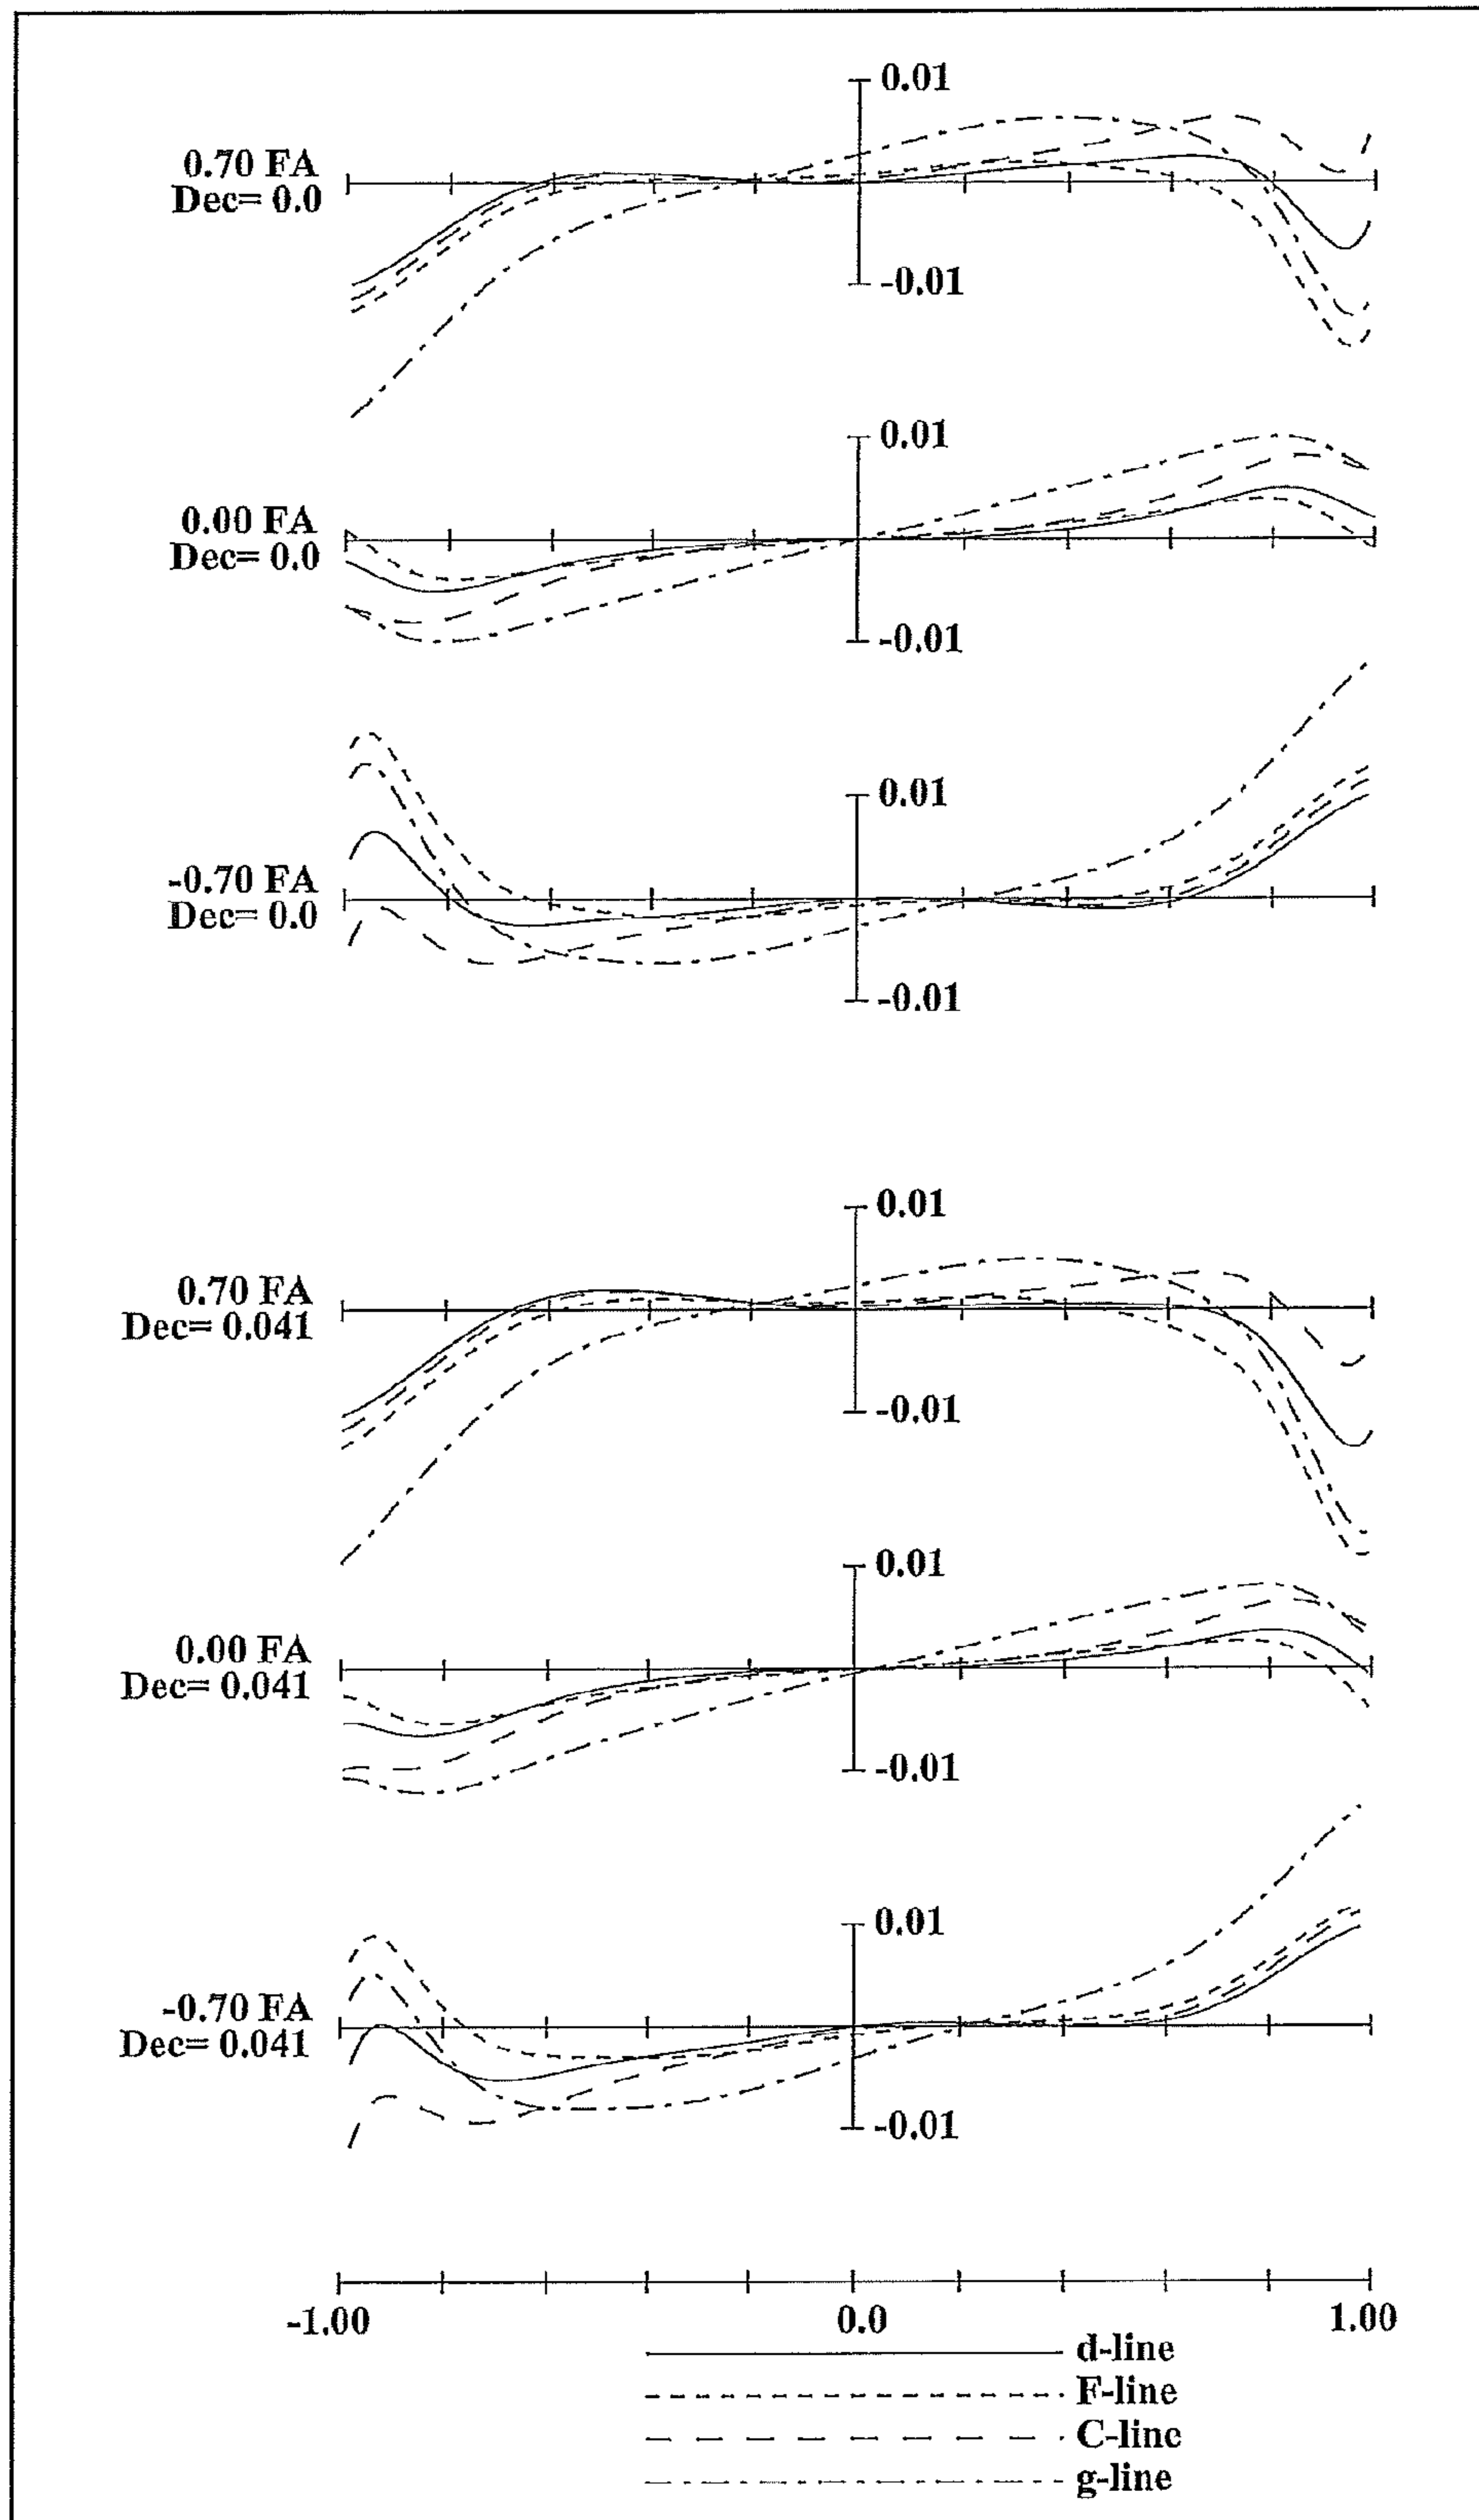 0.01
0.70 FA
Dec= 0.0
-0.01
0.01
0.00 FA
Dec= 0.0
-0.01
0.01
-0.70 FA
Dec= 0.0
-0.01
0.01
0.70 FA
Dec= 0.041
-0.01
0.01
0.00 FA
Dec= 0.041
-0.01
0.01
-0.70 FA
Dec= 0.041
-0.01
-1.00 0.0 1.00
d-line
F-line
C-line
g-line